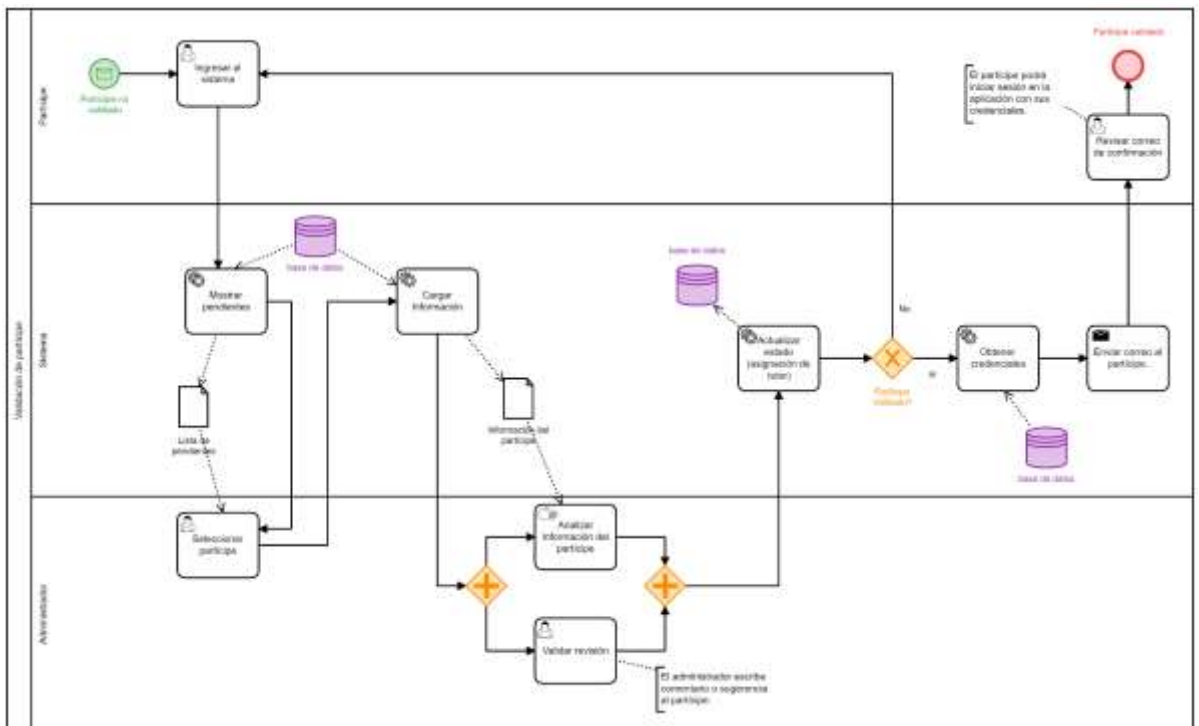 Validación de partícipe
Partícipe
Sistema
Administrador
Partícipe no
validado
Ingresar al
sistema
Partícipe validado
El partícipe podrá
iniciar sesión en la
aplicación con sus
credenciales.
Revisar correo
de confirmación
base de datos
Mostrar
pendientes
Cargar
información
Lista de
pendientes
Información del
partícipe
base de datos
Actualizar
estado
(asignación de
tutor)
No
Partícipe
validado?
si
Obtener
credenciales
Enviar correo al
partícipe..
base de datos
Seleccionar
partícipe
Analizar
información del
partícipe
Validar revisión
El administrador escribe
comentario o sugerencia
al partícipe